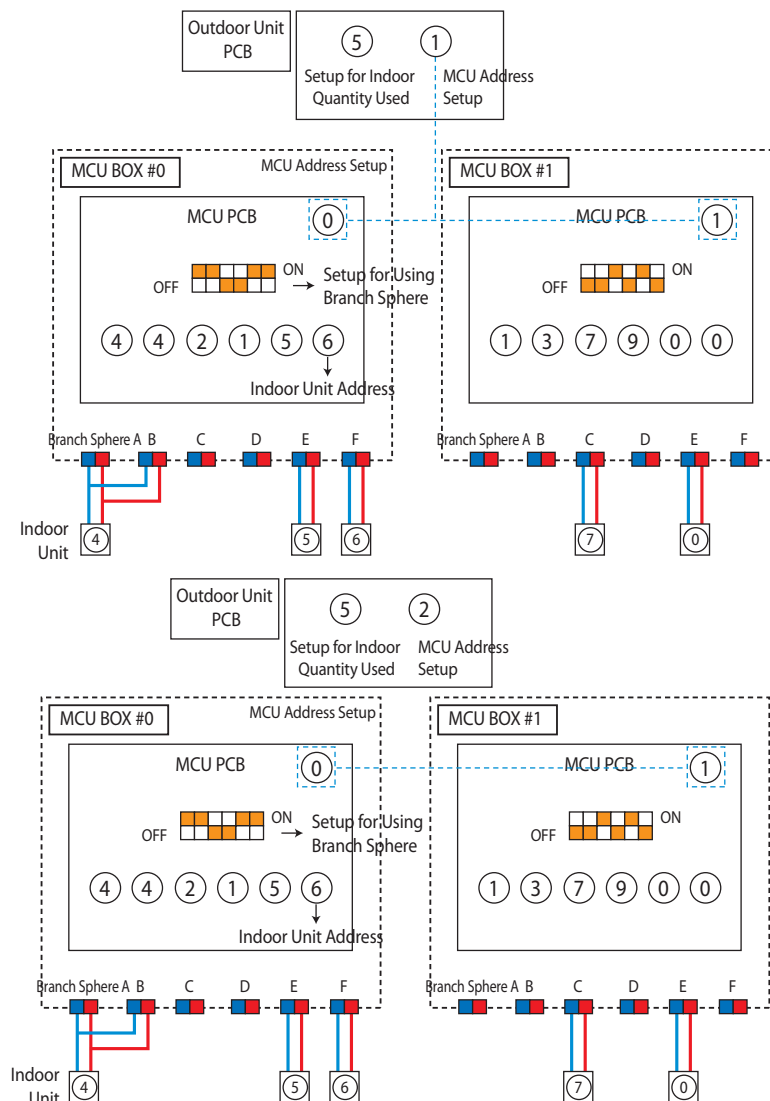 Outdoor Unit
PCB
5
1
Setup for Indoor
Quantity Used
MCU Address
Setup
MCU BOX #0
MCU Address Setup
MCU PCB
0
OFF
ON
Setup for Using
Branch Sphere
4 4 2 1 5 6
Indoor Unit Address
Branch Sphere A B C D E F
Indoor
Unit
4 5 6
MCU BOX #1
MCU PCB
1
OFF
ON
1 3 7 9 0 0
Branch Sphere A B C D E F
7 0
Outdoor Unit
PCB
5
2
Setup for Indoor
Quantity Used
MCU Address
Setup
MCU BOX #0
MCU Address Setup
MCU PCB
0
OFF
ON
Setup for Using
Branch Sphere
4 4 2 1 5 6
Indoor Unit Address
Branch Sphere A B C D E F
Indoor
Unit
4 5 6
MCU BOX #1
MCU PCB
1
OFF
ON
1 3 7 9 0 0
Branch Sphere A B C D E F
7 0